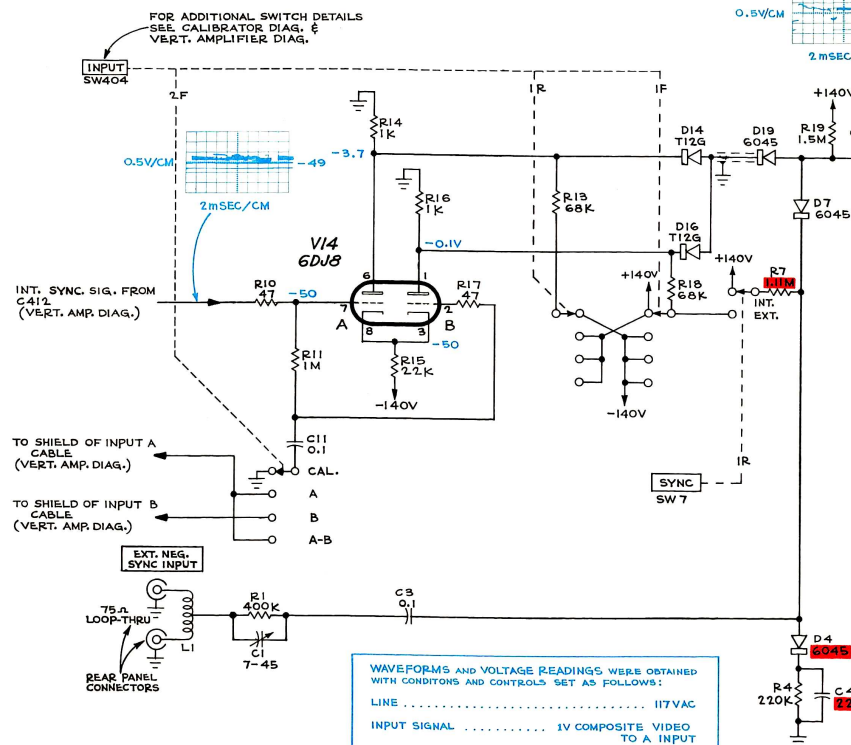 FOR ADDITIONAL SWITCH DETAILS
SEE CALIBRATOR DIAG. &
VERT. AMPLIFIER DIAG.
0.5V/CM
2mSEC
INPUT
SW404
2F
1R
1F
+140V
R14
1K
D14
T12G
D19
6045
R19
1.5M
0.5V/CM
-49
-3.7
2mSEC/CM
R16
1K
R13
68K
D7
6045
V14
6DJ8
-0.1V
D16
T12G
+140V
+140V
R7
1.11M
R18
68K
INT. SYNC. SIG. FROM
C412
(VERT. AMP. DIAG.)
R10
47
-50
6
1
R17
47
7
A
B
2
8
3
INT.
EXT.
R11
1M
-50
R15
22K
-140V
-140V
C11
0.1
TO SHIELD OF INPUT A
CABLE
(VERT. AMP. DIAG.)
CAL.
A
B
A-B
1R
SYNC
SW7
TO SHIELD OF INPUT B
CABLE
(VERT. AMP. DIAG.)
EXT. NEG.
SYNC INPUT
75Ω
LOOP-THRU
L1
R1
400K
C1
7-45
C3
0.1
REAR PANEL
CONNECTORS
D4
6045
R4
220K
C4
22
WAVEFORMS AND VOLTAGE READINGS WERE OBTAINED
WITH CONDITONS AND CONTROLS SET AS FOLLOWS:
LINE ........................... 117 VAC
INPUT SIGNAL ........... 1V COMPOSITE VIDEO
TO A INPUT